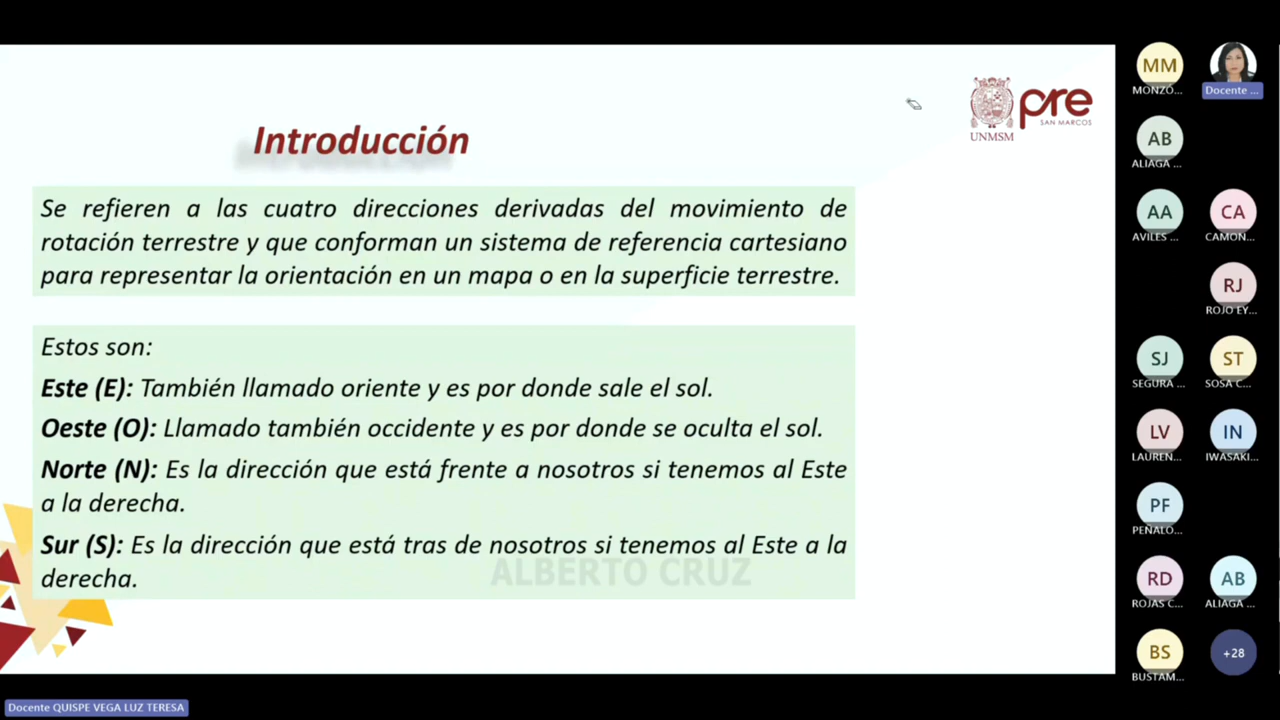 Introducción
UNMSM
pre
SAN MARCOS
Se refieren a las cuatro direcciones derivadas del movimiento de
rotación terrestre y que conforman un sistema de referencia cartesiano
para representar la orientación en un mapa o en la superficie terrestre.
Estos son:
Este (E): También llamado oriente y es por donde sale el sol.
Oeste (O): Llamado también occidente y es por donde se oculta el sol.
Norte (N): Es la dirección que está frente a nosotros si tenemos al Este
a la derecha.
Sur (S): Es la dirección que está tras de nosotros si tenemos al Este a la
derecha.
ALBERTO CRUZ
MM
MONZO...
Docente ...
AB
ALIAGA ...
AA
AVILES ...
CA
CAMON...
RJ
ROJO EY...
SJ
SEGURA ...
ST
SOSA C...
LV
LAUREN...
IN
IWASAKI...
PF
PEÑALO...
RD
ROJAS C...
AB
ALIAGA ...
BS
BUSTAM...
+28
Docente QUISPE VEGA LUZ TERESA